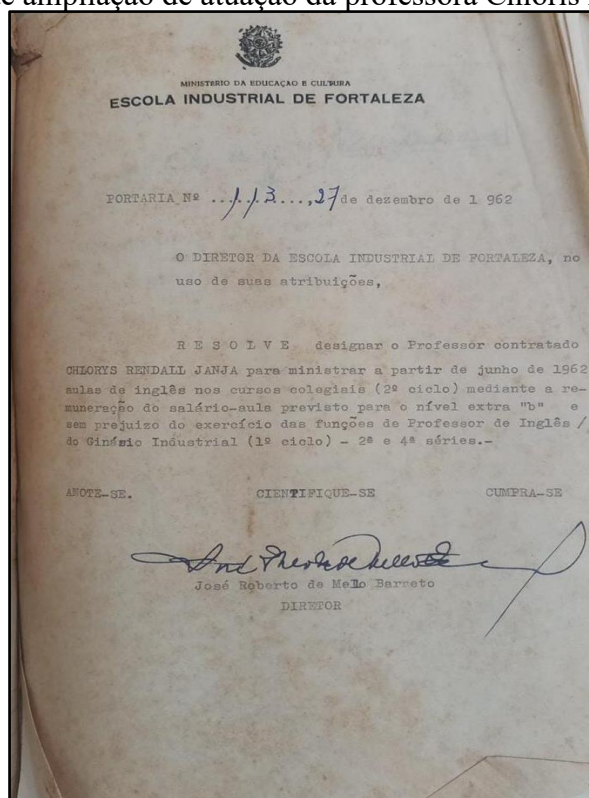 de ampliação de atuação da professora Chloris
MINISTÉRIO DA EDUCAÇÃO E CULTURA
ESCOLA INDUSTRIAL DE FORTALEZA
PORTARIA Nº ...113...,27 de dezembro de 1 962
O DIRETOR DA ESCOLA INDUSTRIAL DE FORTALEZA, no
uso de suas atribuições,
R E S O L V E designar o Professor contratado
CHLORYS RENDALL JANJA para ministrar a partir de junho de 1962
aulas de inglês nos cursos colegiais (2º ciclo) mediante a re-
muneração do salário-aula previsto para o nível extra "b" e
sem prejuizo do exercício das funções de Professor de Inglês /
do Ginásio Industrial (1º ciclo) - 2ª e 4ª séries.-
ANOTE-SE. CIENTIFIQUE-SE CUMPRA-SE
José Roberto de Mello Barreto
DIRETOR